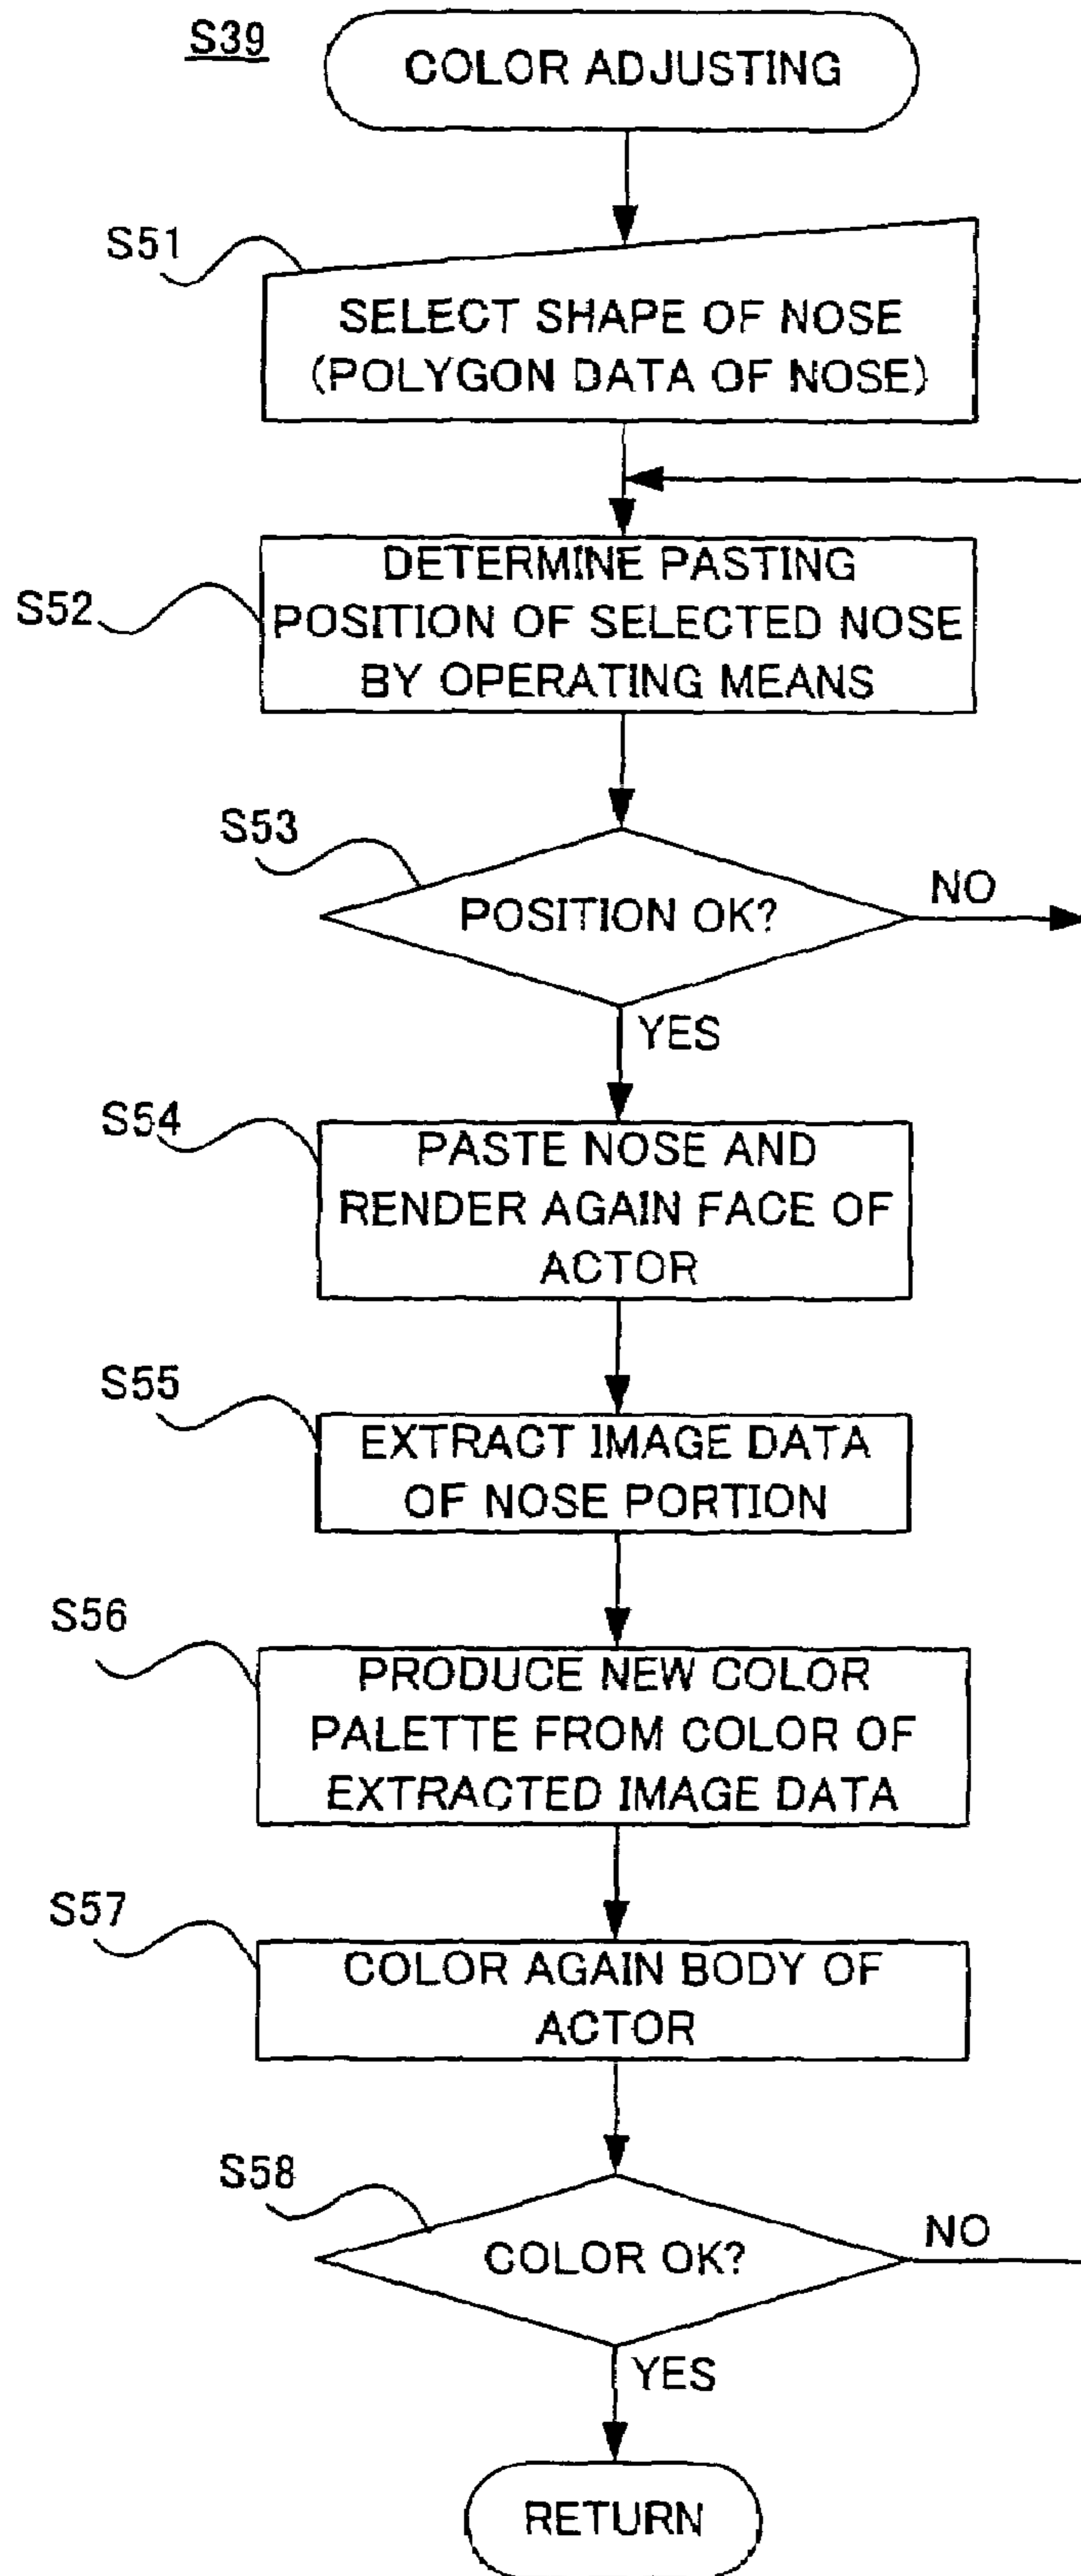 S39
COLOR ADJUSTING
S51
SELECT SHAPE OF NOSE
(POLYGON DATA OF NOSE)
S52
DETERMINE PASTING
POSITION OF SELECTED NOSE
BY OPERATING MEANS
S53
POSITION OK?
NO
YES
S54
PASTE NOSE AND
RENDER AGAIN FACE OF
ACTOR
S55
EXTRACT IMAGE DATA
OF NOSE PORTION
S56
PRODUCE NEW COLOR
PALETTE FROM COLOR OF
EXTRACTED IMAGE DATA
S57
COLOR AGAIN BODY OF
ACTOR
S58
COLOR OK?
NO
YES
RETURN